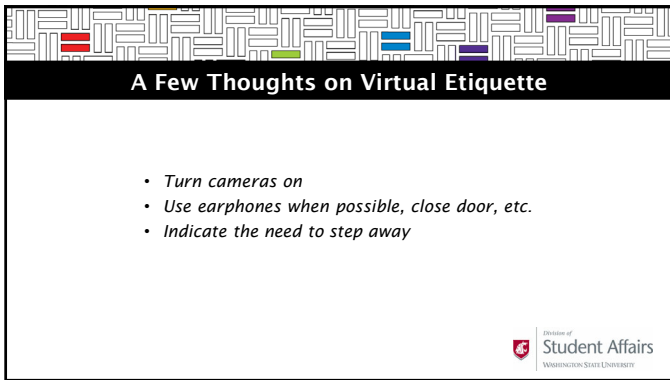 A Few Thoughts on Virtual Etiquette
• Turn cameras on
• Use earphones when possible, close door, etc.
• Indicate the need to step away
Division of
Student Affairs
WASHINGTON STATE UNIVERSITY